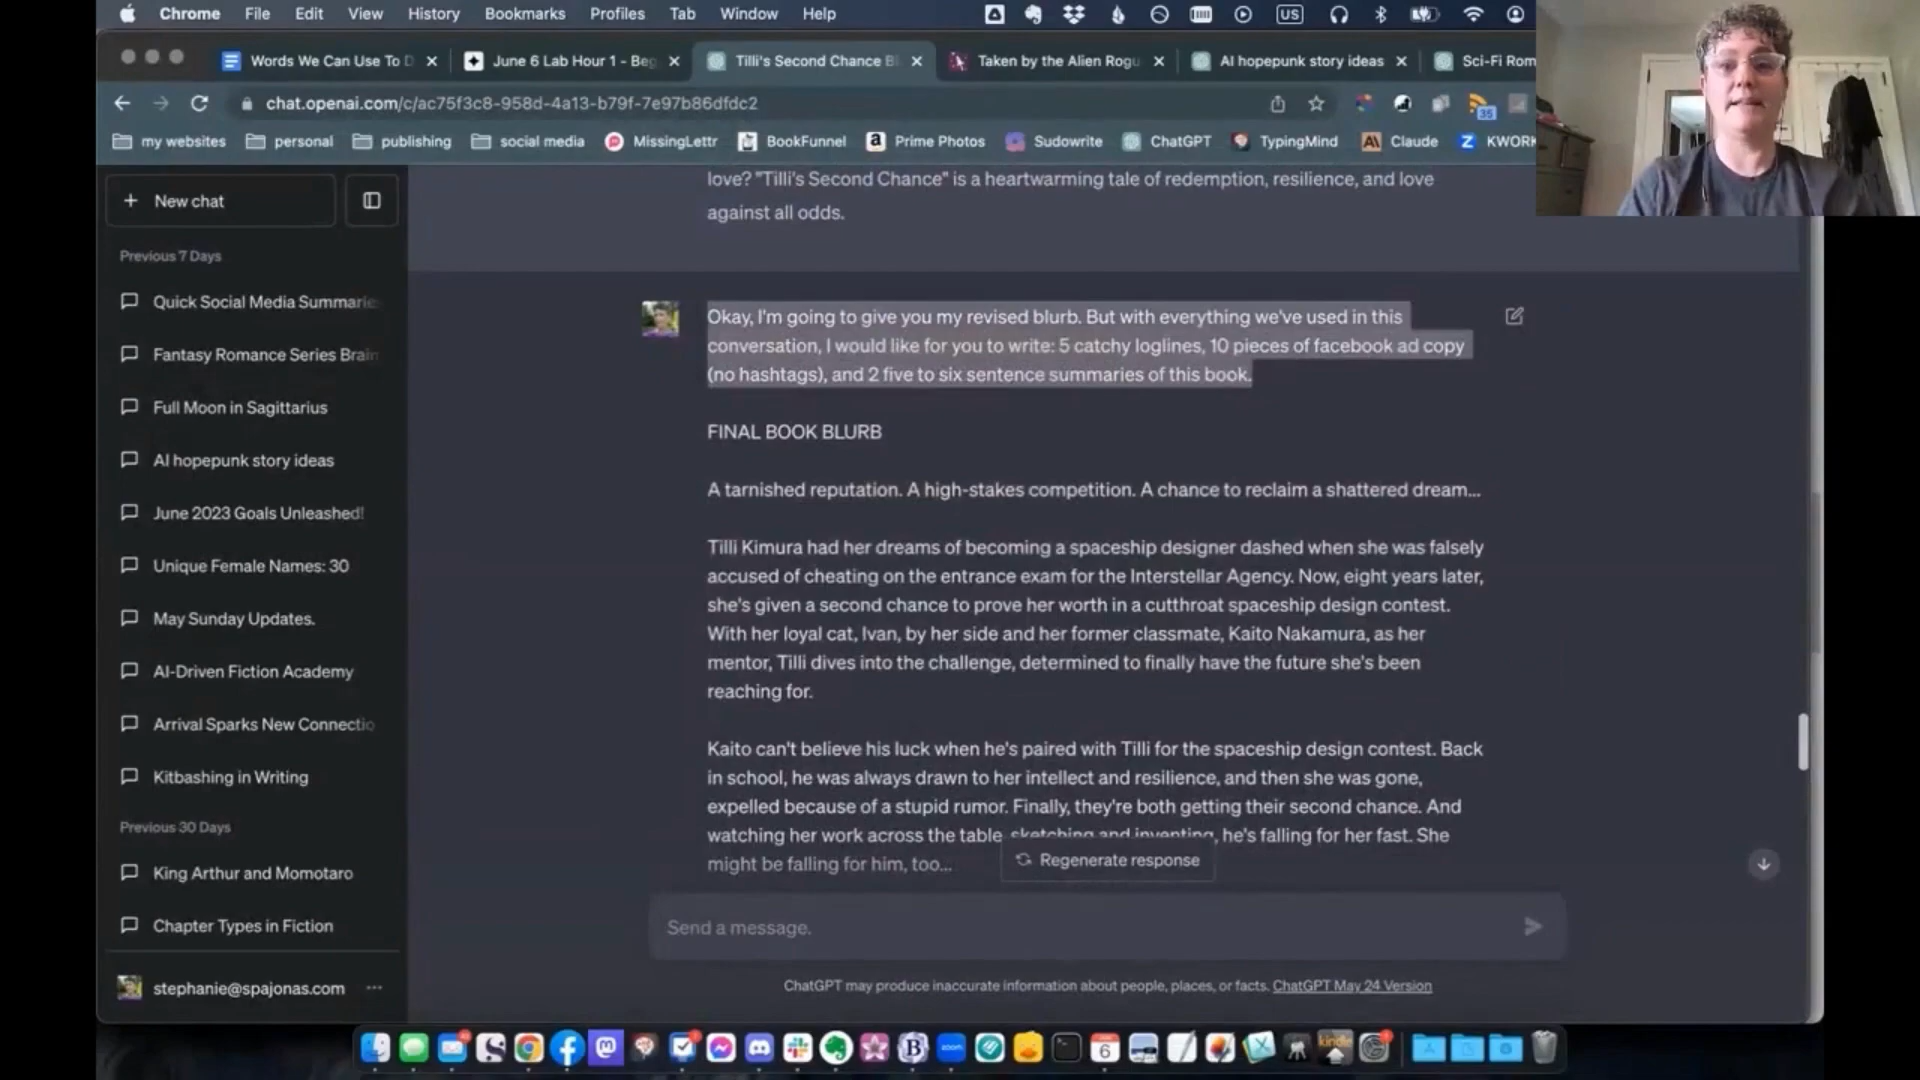 Chrome File Edit View History Bookmarks Profiles Tab Window Help US
Words We Can Use To D
June 6 Lab Hour 1 - Beg
Tilli's Second Chance Bl
Taken by the Alien Rogu
AI hopepunk story ideas
Sci-Fi Rom
chat.openai.com/c/ac75f3c8-958d-4a13-b79f-7e97b86dfdc2
35
my websites personal publishing social media MissingLettr BookFunnel Prime Photos Sudowrite ChatGPT TypingMind Claude KWORK
New chat
Previous 7 Days
Quick Social Media Summarie
Fantasy Romance Series Brain
Full Moon in Sagittarius
AI hopepunk story ideas
June 2023 Goals Unleashed!
Unique Female Names: 30
May Sunday Updates.
AI-Driven Fiction Academy
Arrival Sparks New Connectio
Kitbashing in Writing
Previous 30 Days
King Arthur and Momotaro
Chapter Types in Fiction
stephanie@spajonas.com
love? "Tilli's Second Chance" is a heartwarming tale of redemption, resilience, and love
against all odds.
Okay, I'm going to give you my revised blurb. But with everything we've used in this
conversation, I would like for you to write: 5 catchy loglines, 10 pieces of facebook ad copy
(no hashtags), and 2 five to six sentence summaries of this book.
FINAL BOOK BLURB
A tarnished reputation. A high-stakes competition. A chance to reclaim a shattered dream...
Tilli Kimura had her dreams of becoming a spaceship designer dashed when she was falsely
accused of cheating on the entrance exam for the Interstellar Agency. Now, eight years later,
she's given a second chance to prove her worth in a cutthroat spaceship design contest.
With her loyal cat, Ivan, by her side and her former classmate, Kaito Nakamura, as her
mentor, Tilli dives into the challenge, determined to finally have the future she's been
reaching for.
Kaito can't believe his luck when he's paired with Tilli for the spaceship design contest. Back
in school, he was always drawn to her intellect and resilience, and then she was gone,
expelled because of a stupid rumor. Finally, they're both getting their second chance. And
watching her work across the table, sketching and inventing, he's falling for her fast. She
might be falling for him, too...
Regenerate response
Send a message.
ChatGPT may produce inaccurate information about people, places, or facts. ChatGPT May 24 Version
zoom
6
kindle